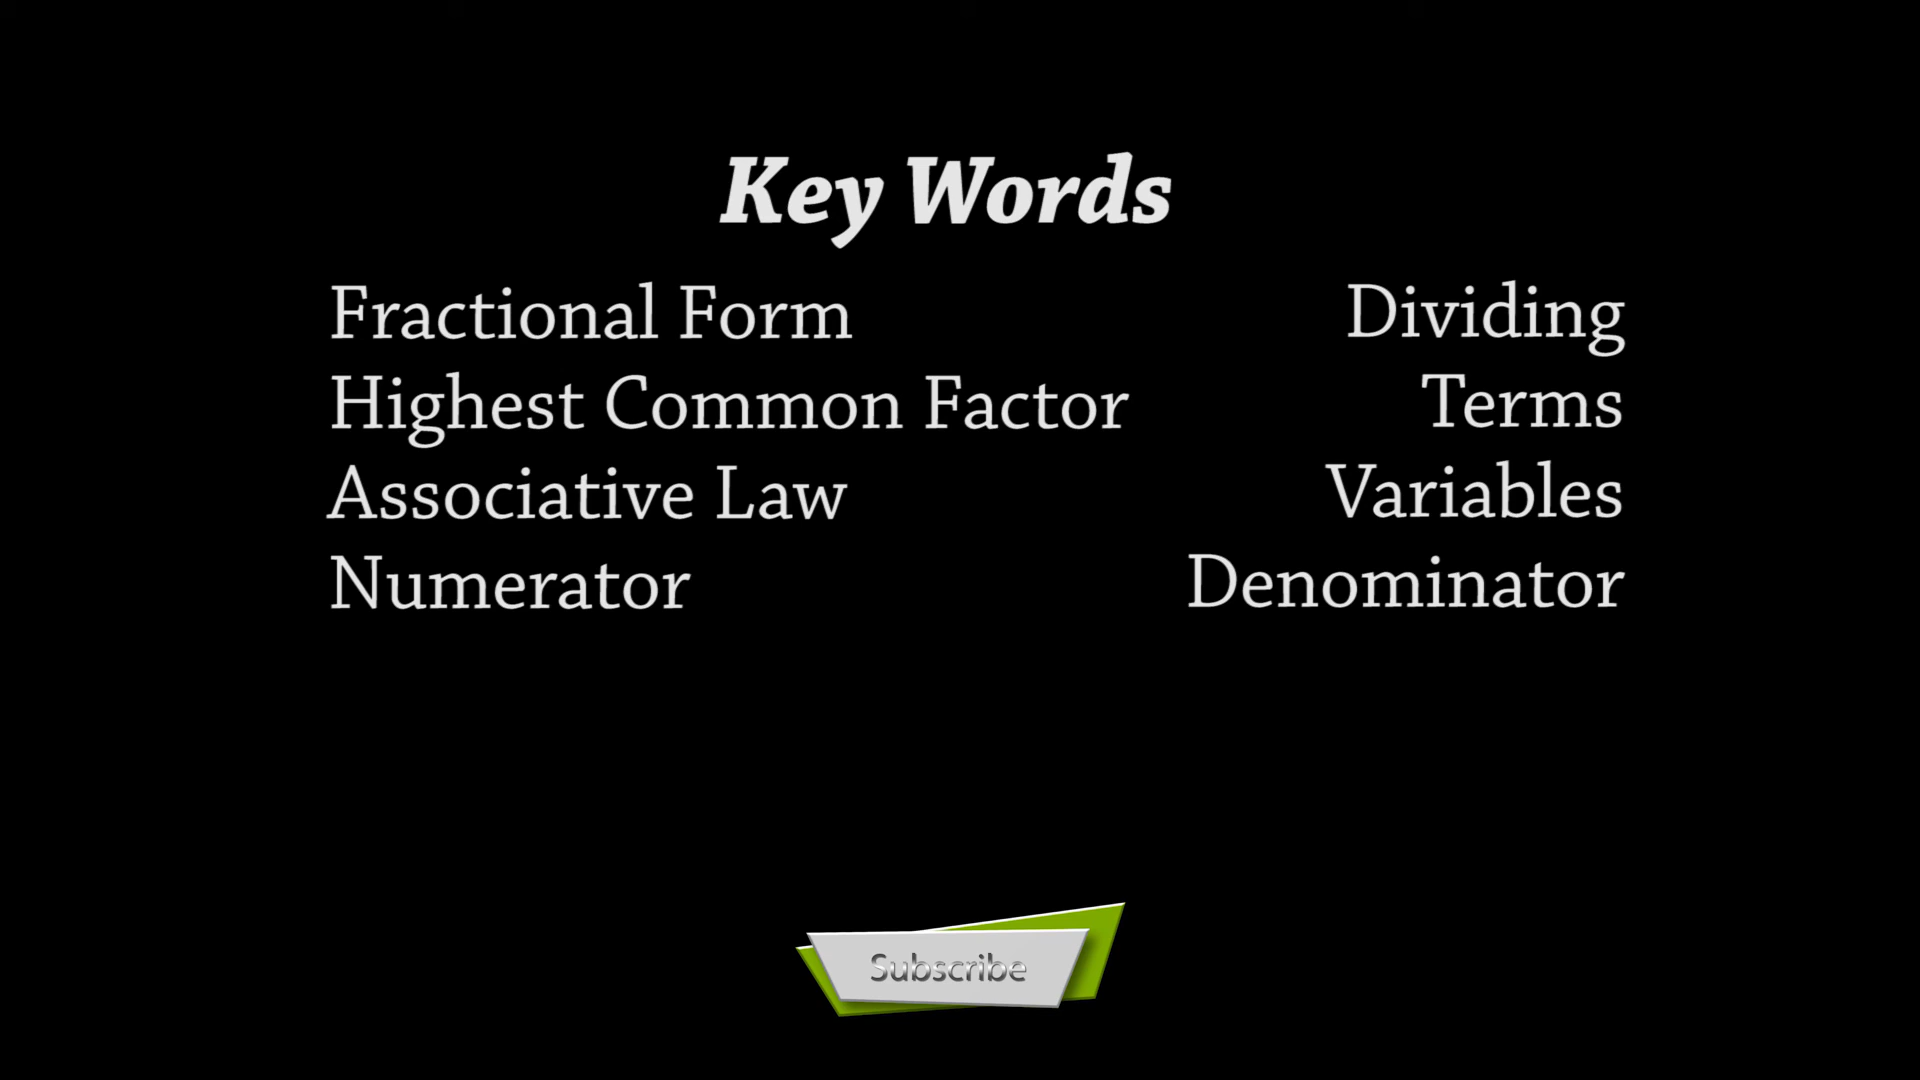 Key Words
Fractional Form
Highest Common Factor
Associative Law
Numerator
Dividing
Terms
Variables
Denominator
Subscribe